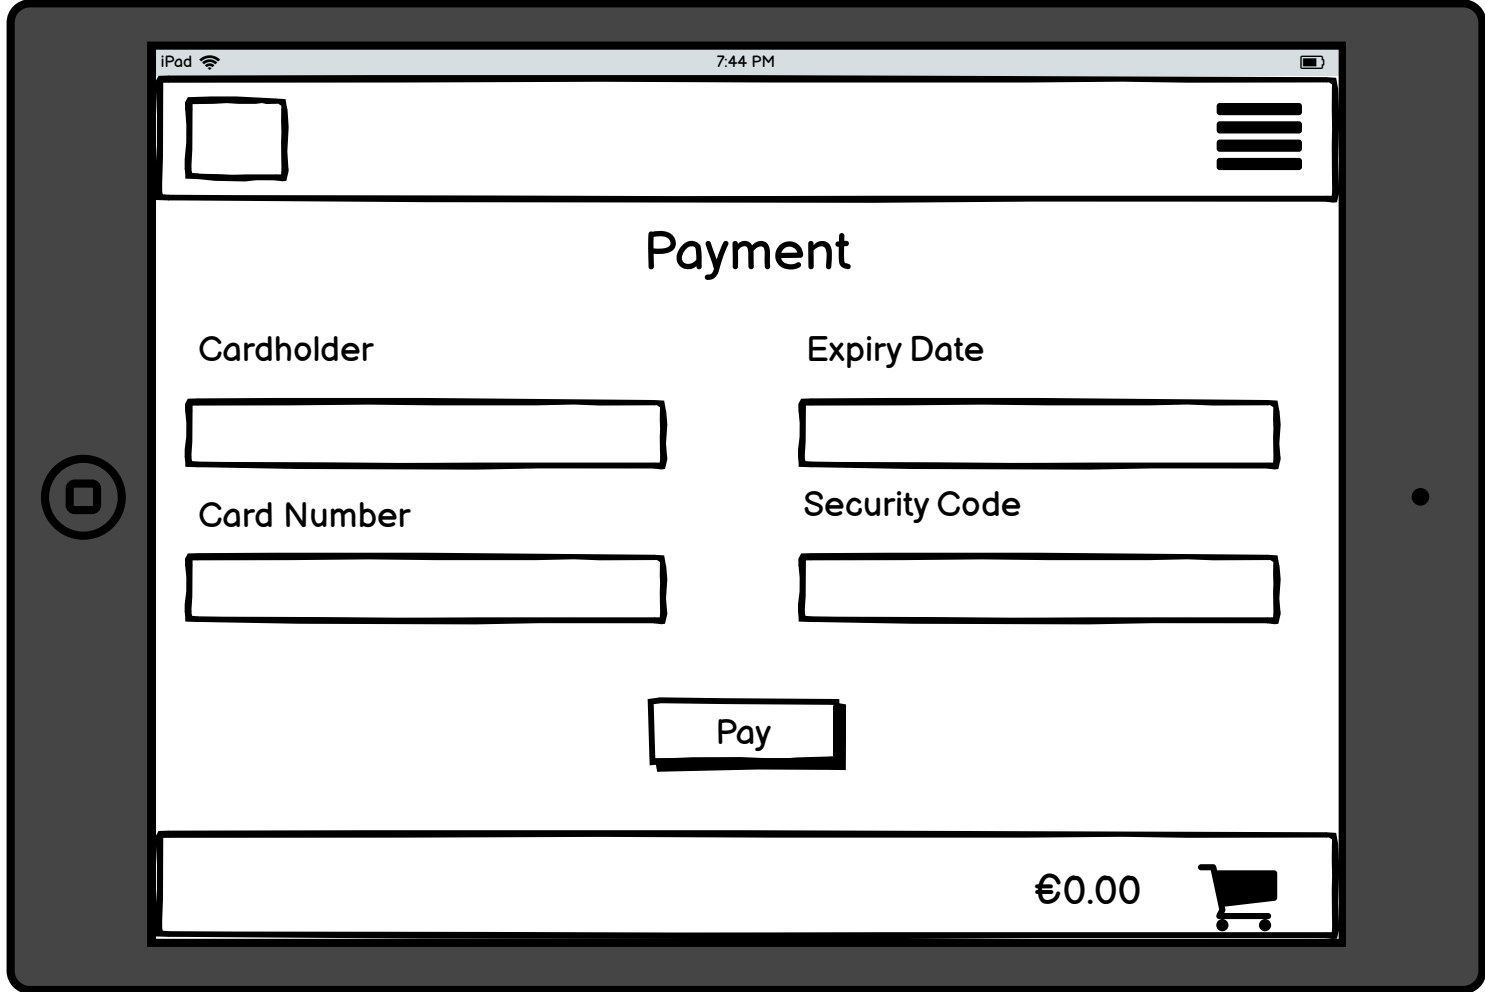 iPad
7:44 PM
Payment
Cardholder
Expiry Date
Card Number
Security Code
Pay
€0.00